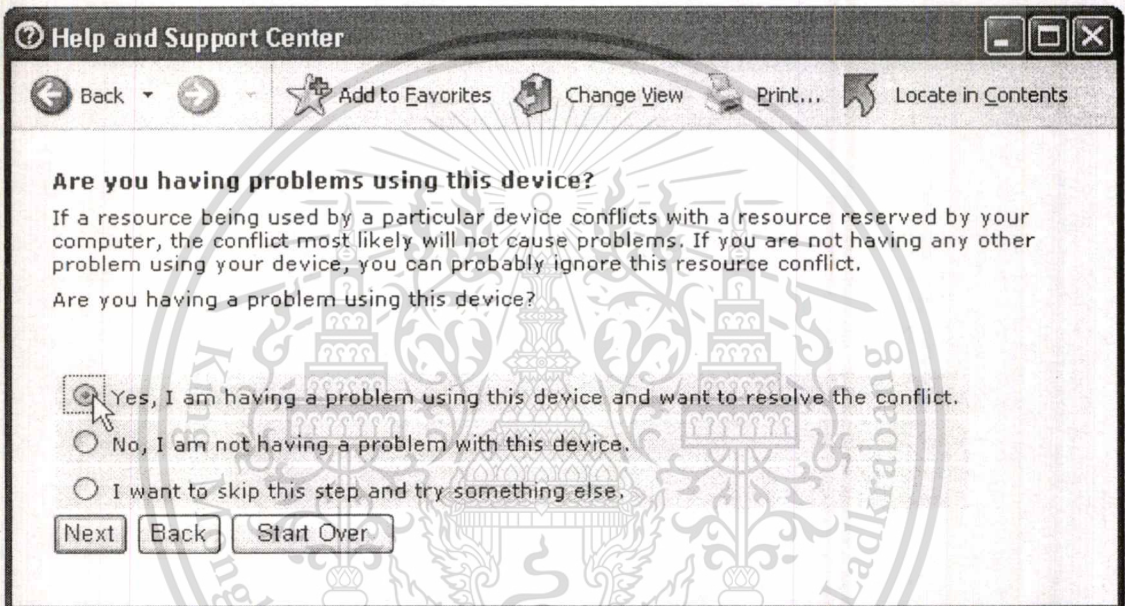 Help and Support Center
Back Add to Favorites Change View Print... Locate in Contents
Are you having problems using this device?
If a resource being used by a particular device conflicts with a resource reserved by your
computer, the conflict most likely will not cause problems. If you are not having any other
problem using your device, you can probably ignore this resource conflict.
Are you having a problem using this device?
Yes, I am having a problem using this device and want to resolve the conflict.
No, I am not having a problem with this device.
I want to skip this step and try something else.
Next Back Start Over
King Mongk
Ladkrabang